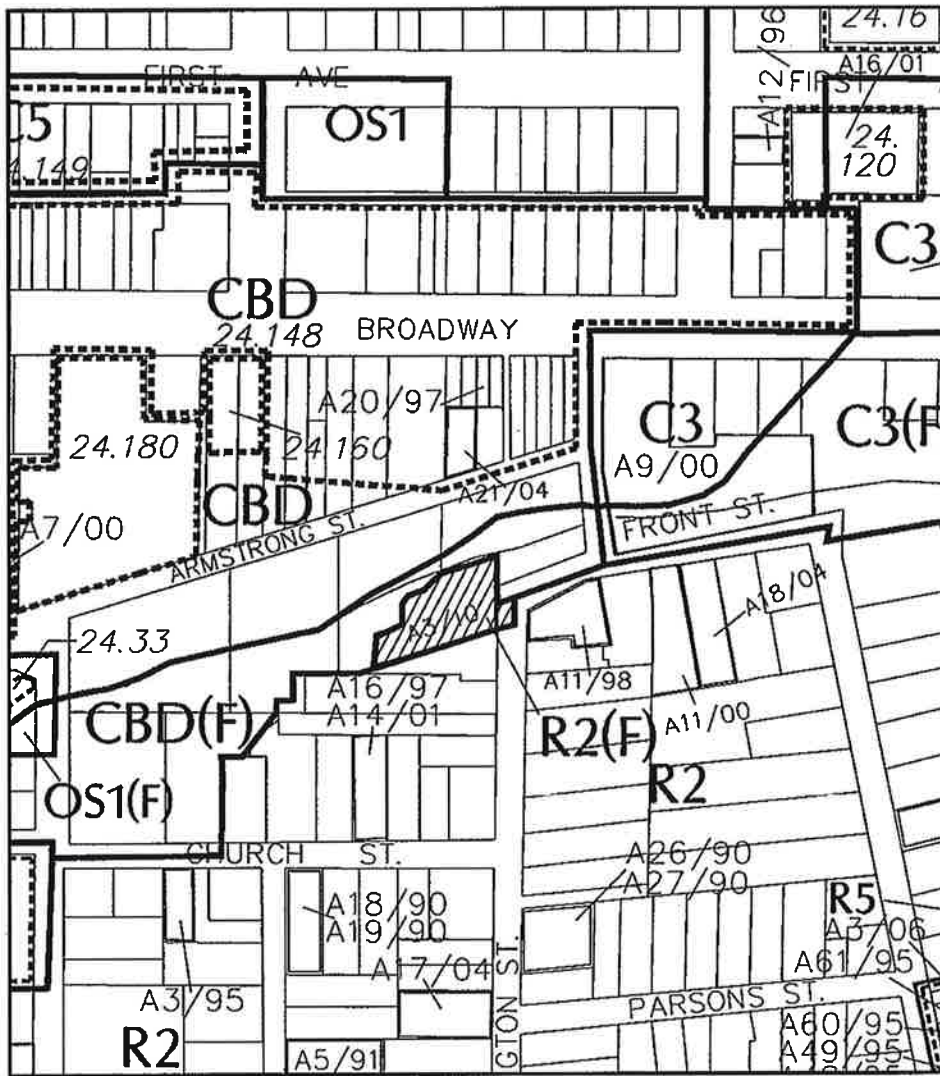 24.16
A12/96
A16/01
FIRST AVE
FIRST
C5
OS1
24.
120
24.149
C3
CBD
24.148
BROADWAY
A20/97
24.160
24.180
C3
C3(F
A9/00
A21/04
CBD
A7/00
ARMSTRONG ST.
FRONT ST.
A3/10
A18/04
24.33
A11/98
A16/97
A14/01
A11/00
CBD(F)
R2(F)
R2
OS1(F)
CHURCH ST.
A26/90
A27/90
A18/90
A19/90
R5
A3/06
A61/95
A17/04
A3/95
GTON ST.
PARSONS ST.
R2
A5/91
A60/95
A49/95